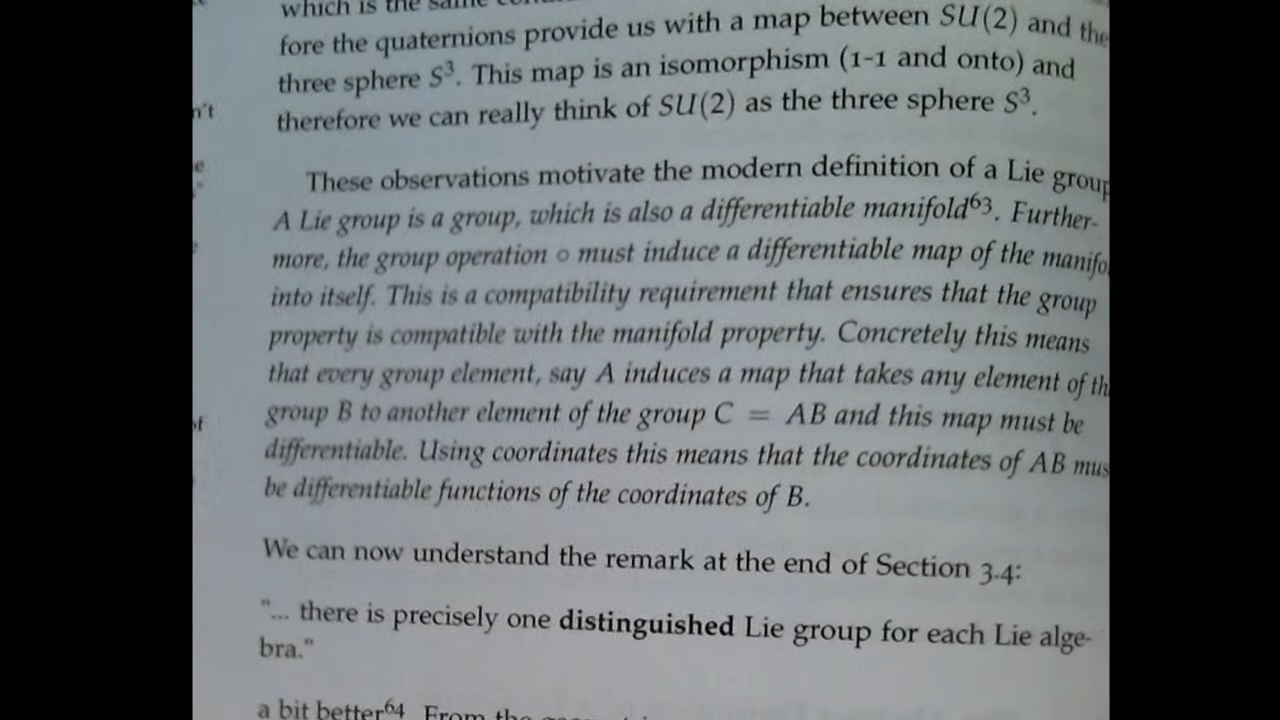 which is the same
fore the quaternions provide us with a map between SU(2) and the
three sphere S³. This map is an isomorphism (1-1 and onto) and
therefore we can really think of SU(2) as the three sphere S³.
These observations motivate the modern definition of a Lie group
A Lie group is a group, which is also a differentiable manifold⁶³. Further-
more, the group operation ∘ must induce a differentiable map of the manifo
into itself. This is a compatibility requirement that ensures that the group
property is compatible with the manifold property. Concretely this means
that every group element, say A induces a map that takes any element of th
group B to another element of the group C = AB and this map must be
differentiable. Using coordinates this means that the coordinates of AB mus
be differentiable functions of the coordinates of B.
We can now understand the remark at the end of Section 3.4:
"... there is precisely one distinguished Lie group for each Lie alge-
bra."
a bit better⁶⁴ From the
n't